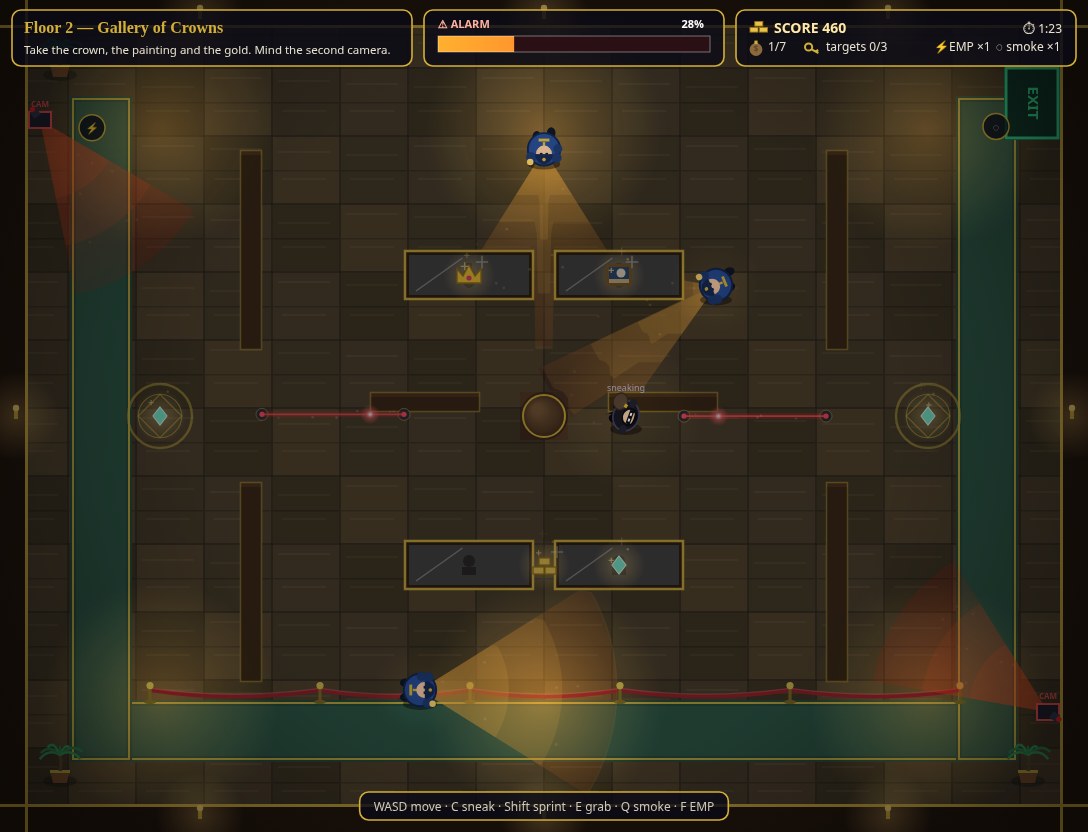 Floor 2 — Gallery of Crowns
Take the crown, the painting and the gold. Mind the second camera.
⚠ ALARM 28%
SCORE 460 ⏱ 1:23
1/7 targets 0/3 ⚡EMP ×1 ○ smoke ×1
EXIT
CAM
sneaking
CAM
WASD move · C sneak · Shift sprint · E grab · Q smoke · F EMP